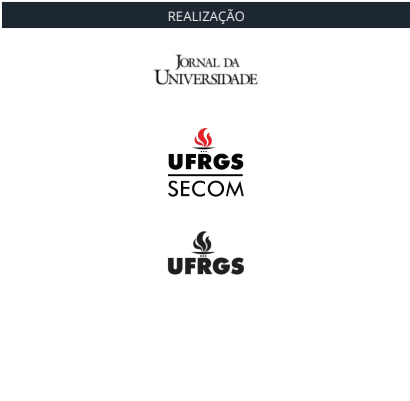 REALIZAÇÃO
JORNAL DA
UNIVERSIDADE
UFRGS
SECOM
UFRGS